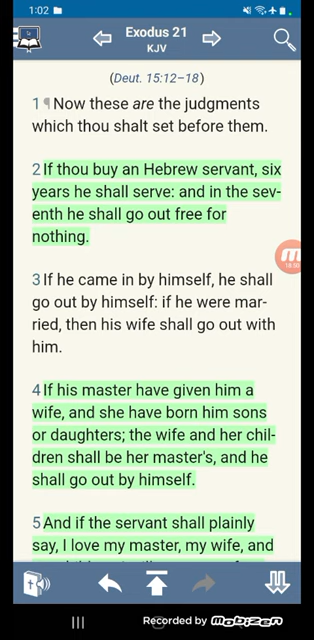 1:02
Exodus 21
KJV
(Deut. 15:12–18)
1 ¶ Now these are the judgments
which thou shalt set before them.
2 If thou buy an Hebrew servant, six
years he shall serve: and in the sev-
enth he shall go out free for
nothing.
3 If he came in by himself, he shall
go out by himself: if he were mar-
ried, then his wife shall go out with
him.
4 If his master have given him a
wife, and she have born him sons
or daughters; the wife and her chil-
dren shall be her master's, and he
shall go out by himself.
5 And if the servant shall plainly
say, I love my master, my wife, and
Recorded by mobizen